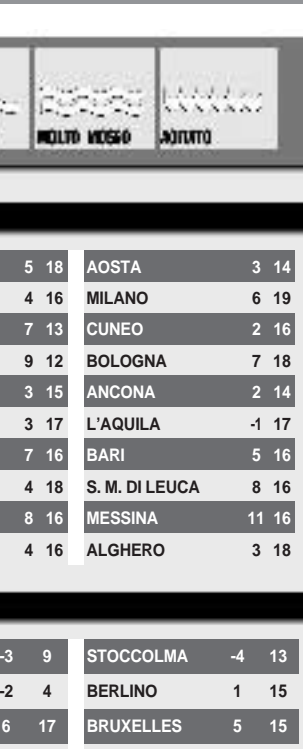 MOLTO MOSSO AGITATO
5 18 AOSTA 3 14
4 16 MILANO 6 19
7 13 CUNEO 2 16
9 12 BOLOGNA 7 18
3 15 ANCONA 2 14
3 17 L'AQUILA -1 17
7 16 BARI 5 16
4 18 S. M. DI LEUCA 8 16
8 16 MESSINA 11 16
4 16 ALGHERO 3 18
-3 9 STOCCOLMA -4 13
-2 4 BERLINO 1 15
6 17 BRUXELLES 5 15